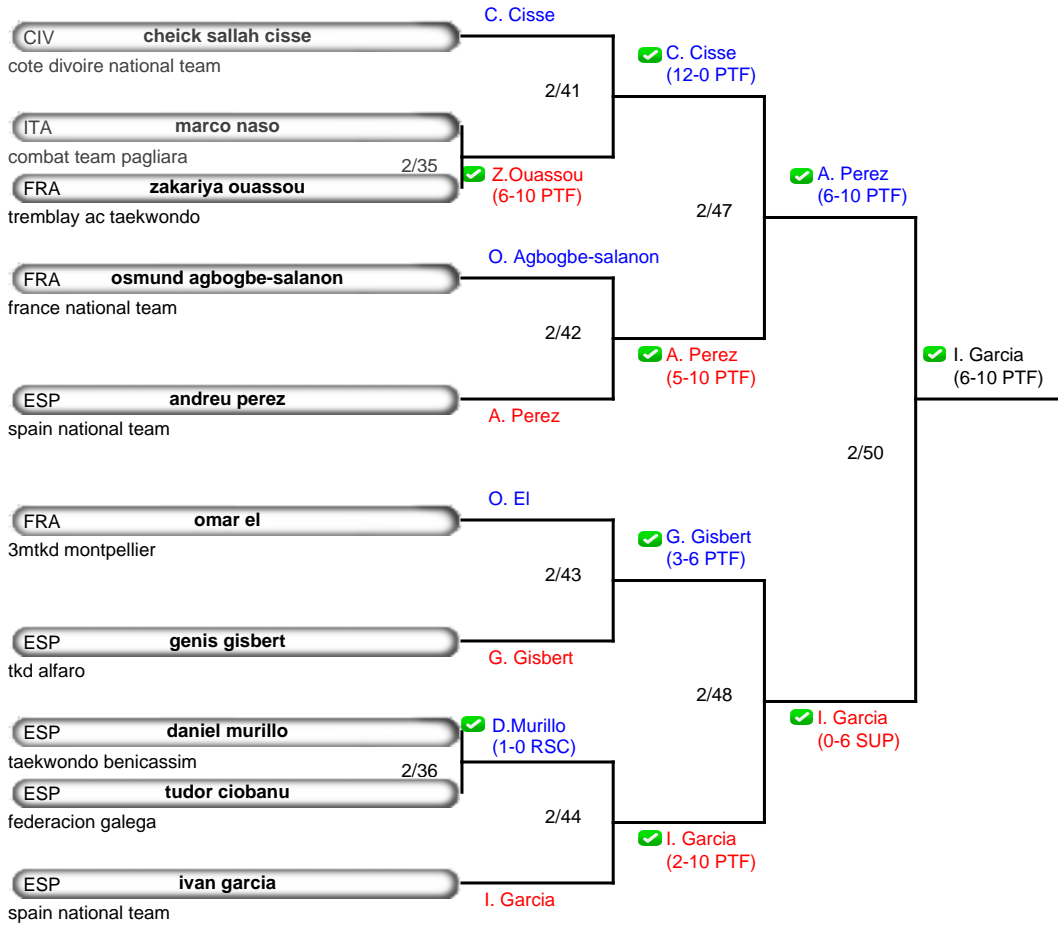 C. Cisse
CIV cheick sallah cisse
cote divoire national team
2/41
C. Cisse
(12-0 PTF)
ITA marco naso
combat team pagliara
2/35
FRA zakariya ouassou
tremblay ac taekwondo
Z.Ouassou
(6-10 PTF)
2/47
A. Perez
(6-10 PTF)
O. Agbogbe-salanon
FRA osmund agbogbe-salanon
france national team
2/42
A. Perez
(5-10 PTF)
ESP andreu perez
spain national team
A. Perez
I. Garcia
(6-10 PTF)
2/50
O. El
FRA omar el
3mtkd montpellier
2/43
G. Gisbert
(3-6 PTF)
ESP genis gisbert
tkd alfaro
G. Gisbert
2/48
I. Garcia
(0-6 SUP)
ESP daniel murillo
taekwondo benicassim
D.Murillo
(1-0 RSC)
2/36
ESP tudor ciobanu
federacion galega
2/44
I. Garcia
(2-10 PTF)
ESP ivan garcia
spain national team
I. Garcia